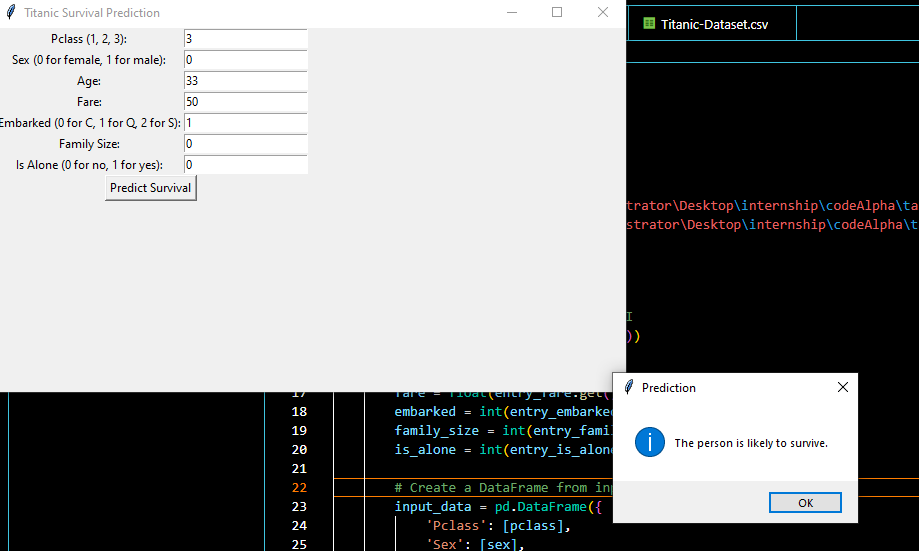 Titanic Survival Prediction
Titanic-Dataset.csv
Pclass (1, 2, 3): 3
Sex (0 for female, 1 for male): 0
Age: 33
Fare: 50
Embarked (0 for C, 1 for Q, 2 for S): 1
Family Size: 0
Is Alone (0 for no, 1 for yes): 0
Predict Survival
trator\Desktop\internship\codeAlpha\ta
strator\Desktop\internship\codeAlpha\t
))
Prediction
The person is likely to survive.
OK
17 fare = float(entry_fare.get(
18 embarked = int(entry_embarked
19 family_size = int(entry_fami
20 is_alone = int(entry_is_alone
21
22 # Create a DataFrame from inp
23 input_data = pd.DataFrame({
24 'Pclass': [pclass],
25 'Sex': [sex],